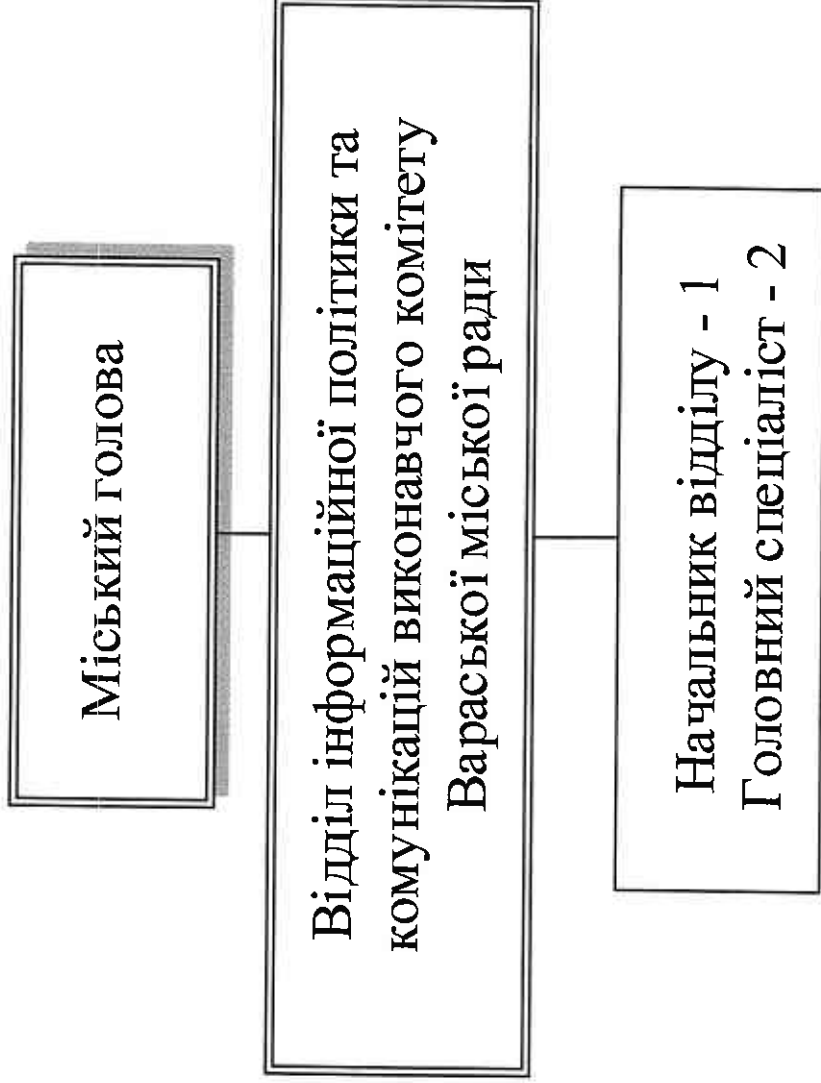 Міський голова
Відділ інформаційної політики та
комунікацій виконавчого комітету
Вараської міської ради
Начальник відділу - 1
Головний спеціаліст - 2